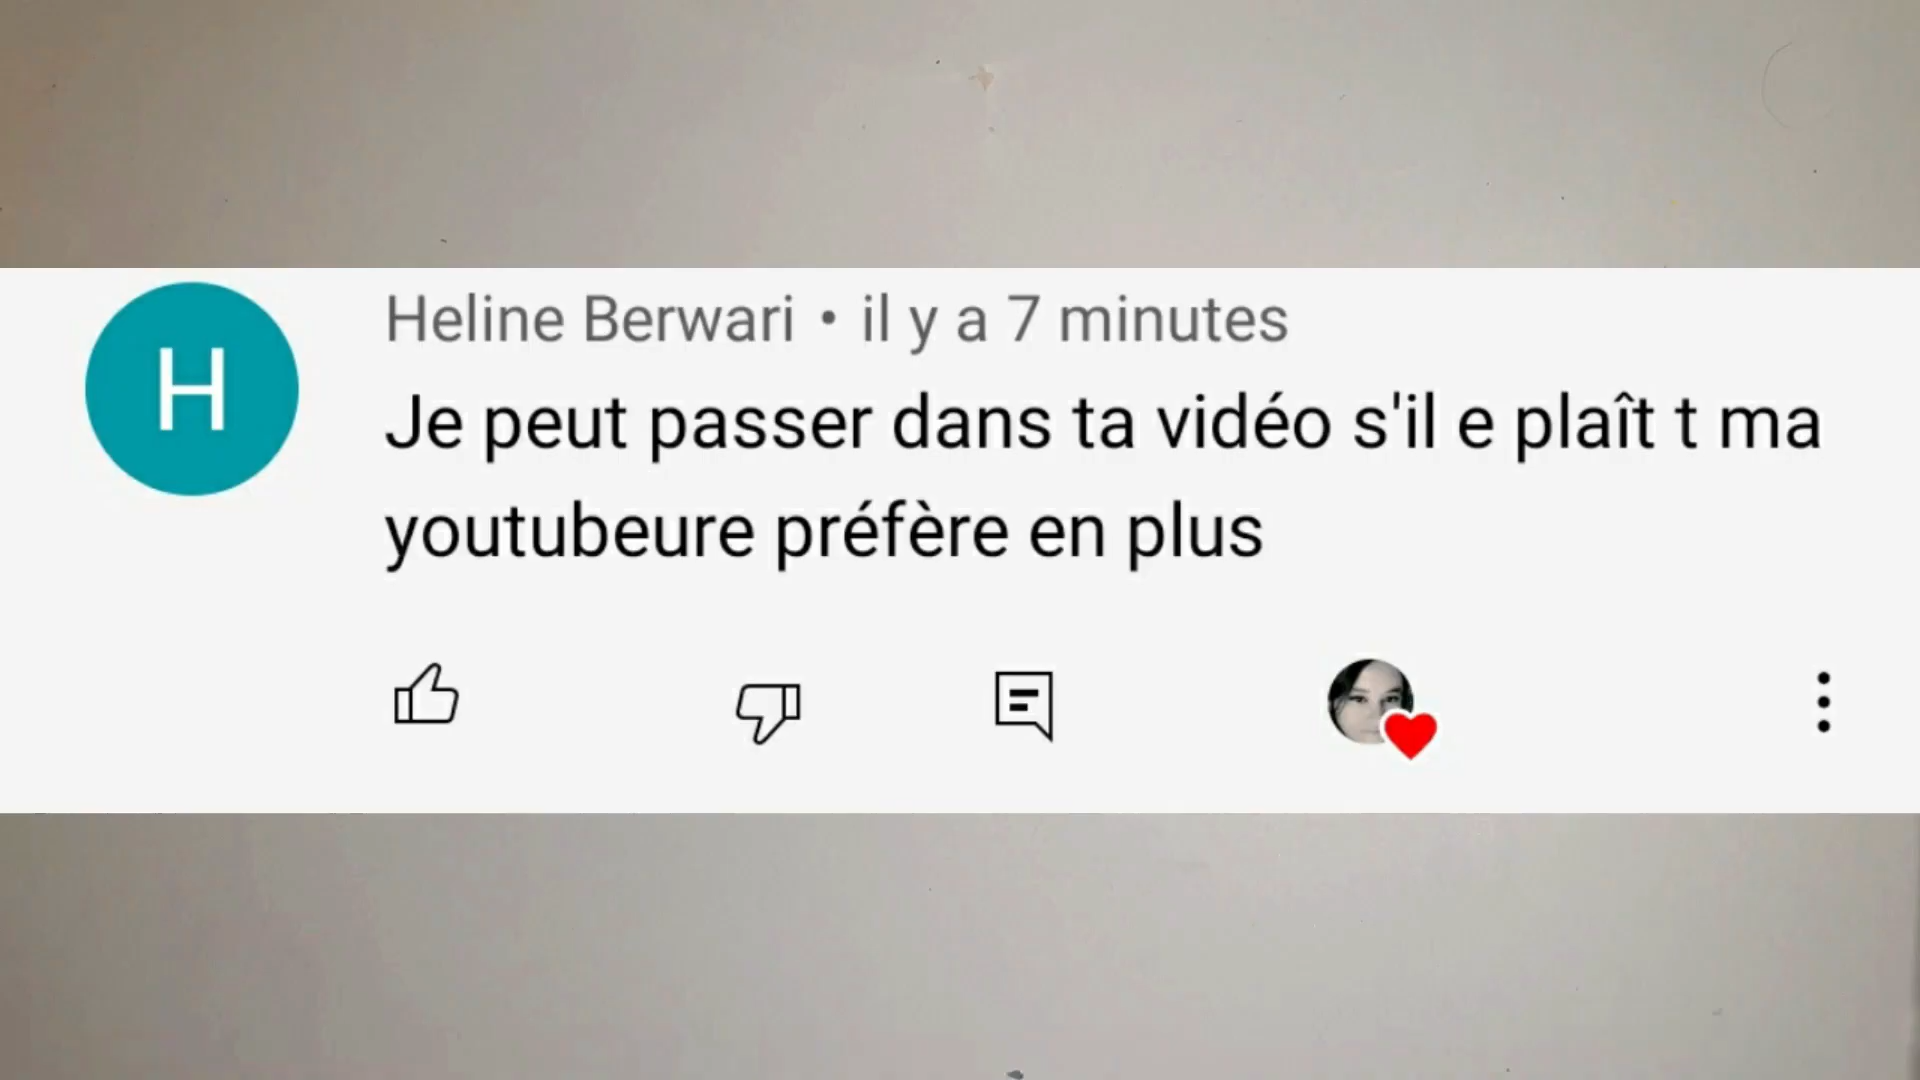 H
Heline Berwari • il y a 7 minutes
Je peut passer dans ta vidéo s'il e plaît t ma
youtubeure préfère en plus